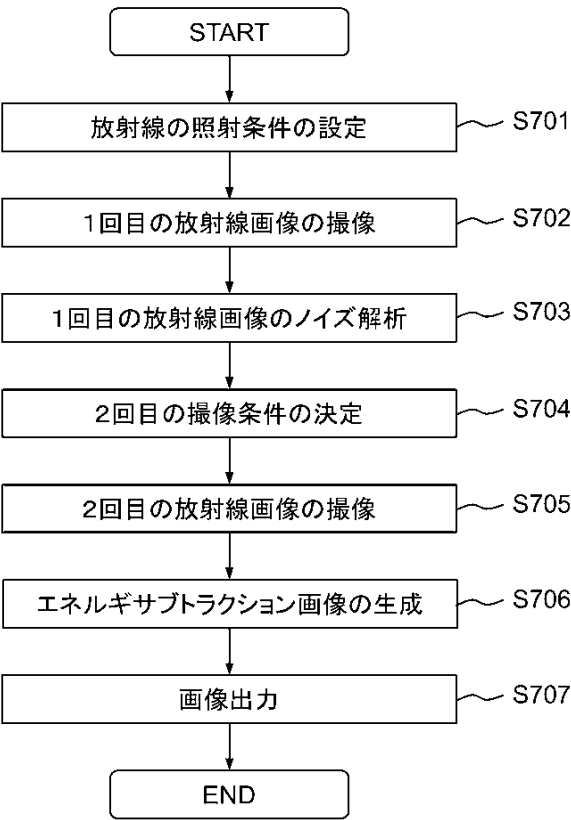 START
放射線の照射条件の設定
S701
1回目の放射線画像の撮像
S702
1回目の放射線画像のノイズ解析
S703
2回目の撮像条件の決定
S704
2回目の放射線画像の撮像
S705
エネルギサブトラクション画像の生成
S706
画像出力
S707
END